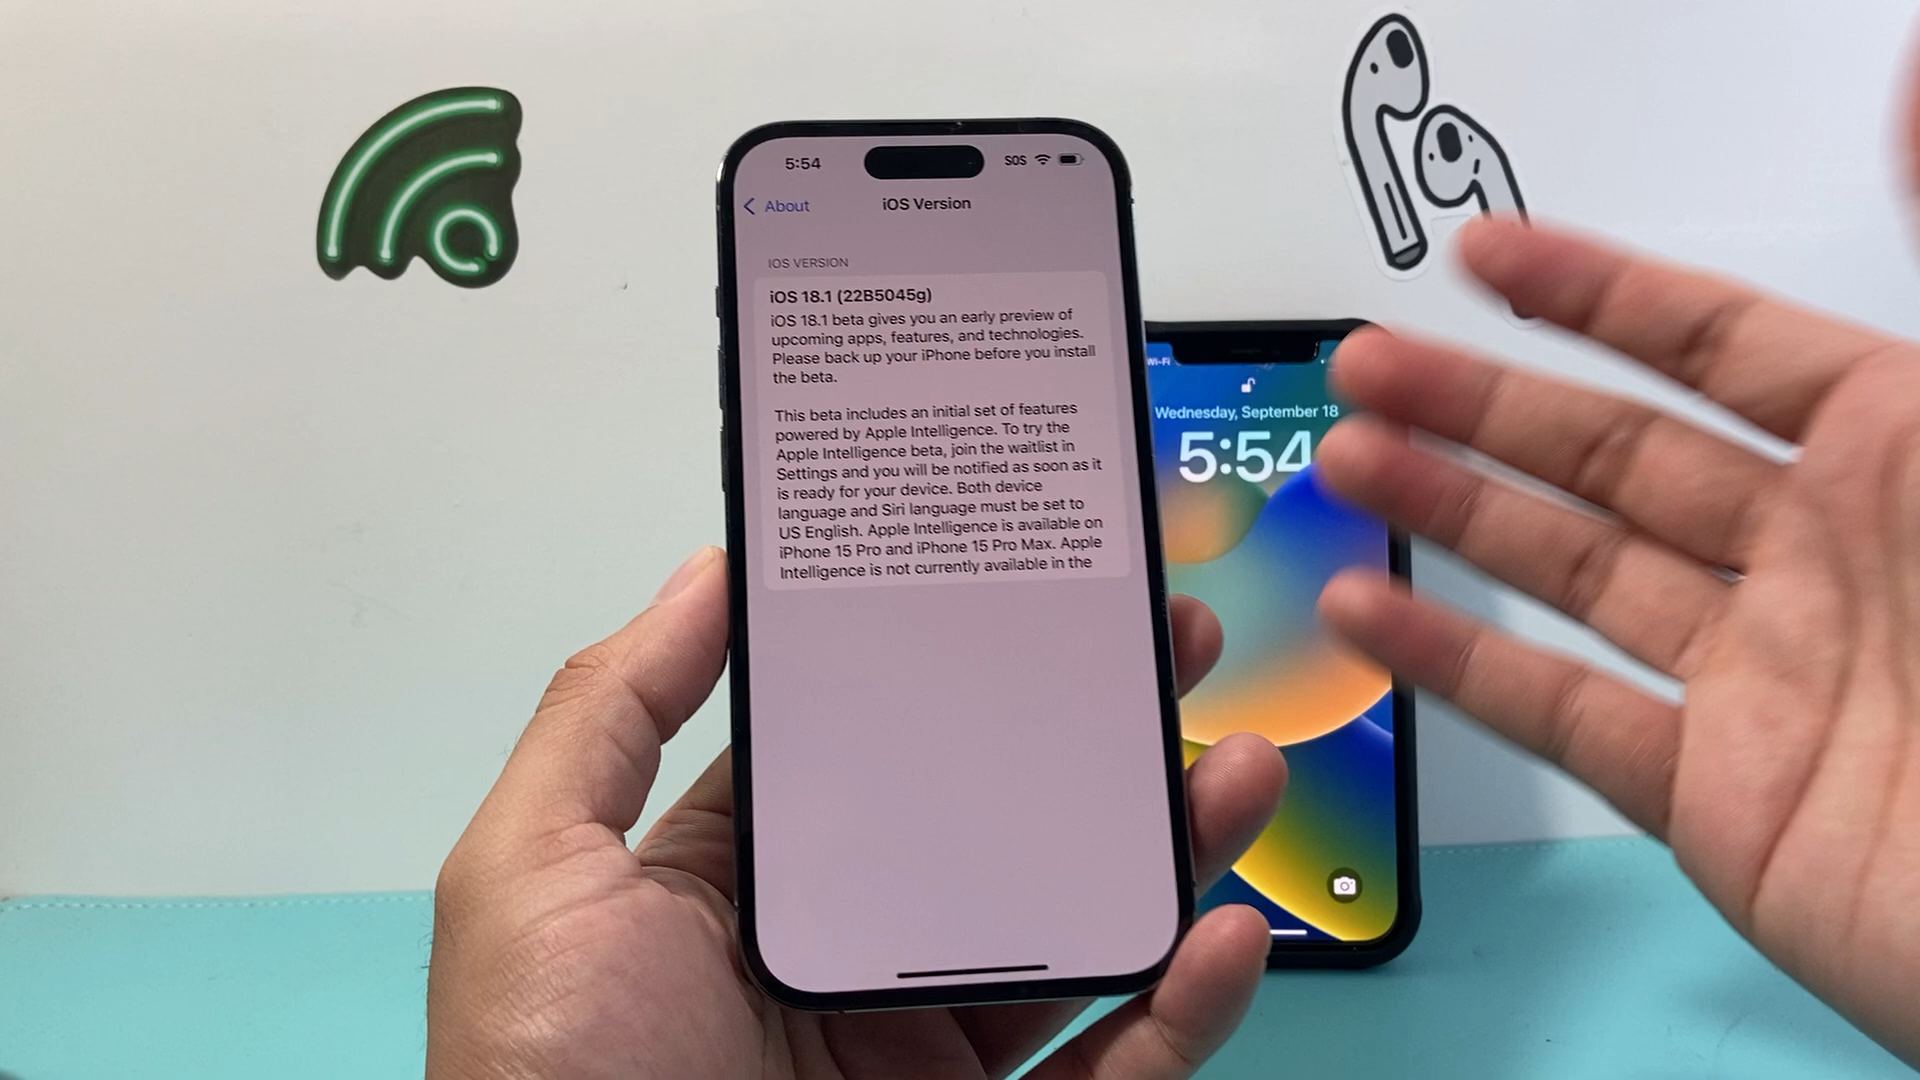 5:54
SOS
About
iOS Version
IOS VERSION
iOS 18.1 (22B5045g)
iOS 18.1 beta gives you an early preview of
upcoming apps, features, and technologies.
Please back up your iPhone before you install
the beta.
This beta includes an initial set of features
powered by Apple Intelligence. To try the
Apple Intelligence beta, join the waitlist in
Settings and you will be notified as soon as it
is ready for your device. Both device
language and Siri language must be set to
US English. Apple Intelligence is available on
iPhone 15 Pro and iPhone 15 Pro Max. Apple
Intelligence is not currently available in the
Wi-Fi
Wednesday, September 18
5:54